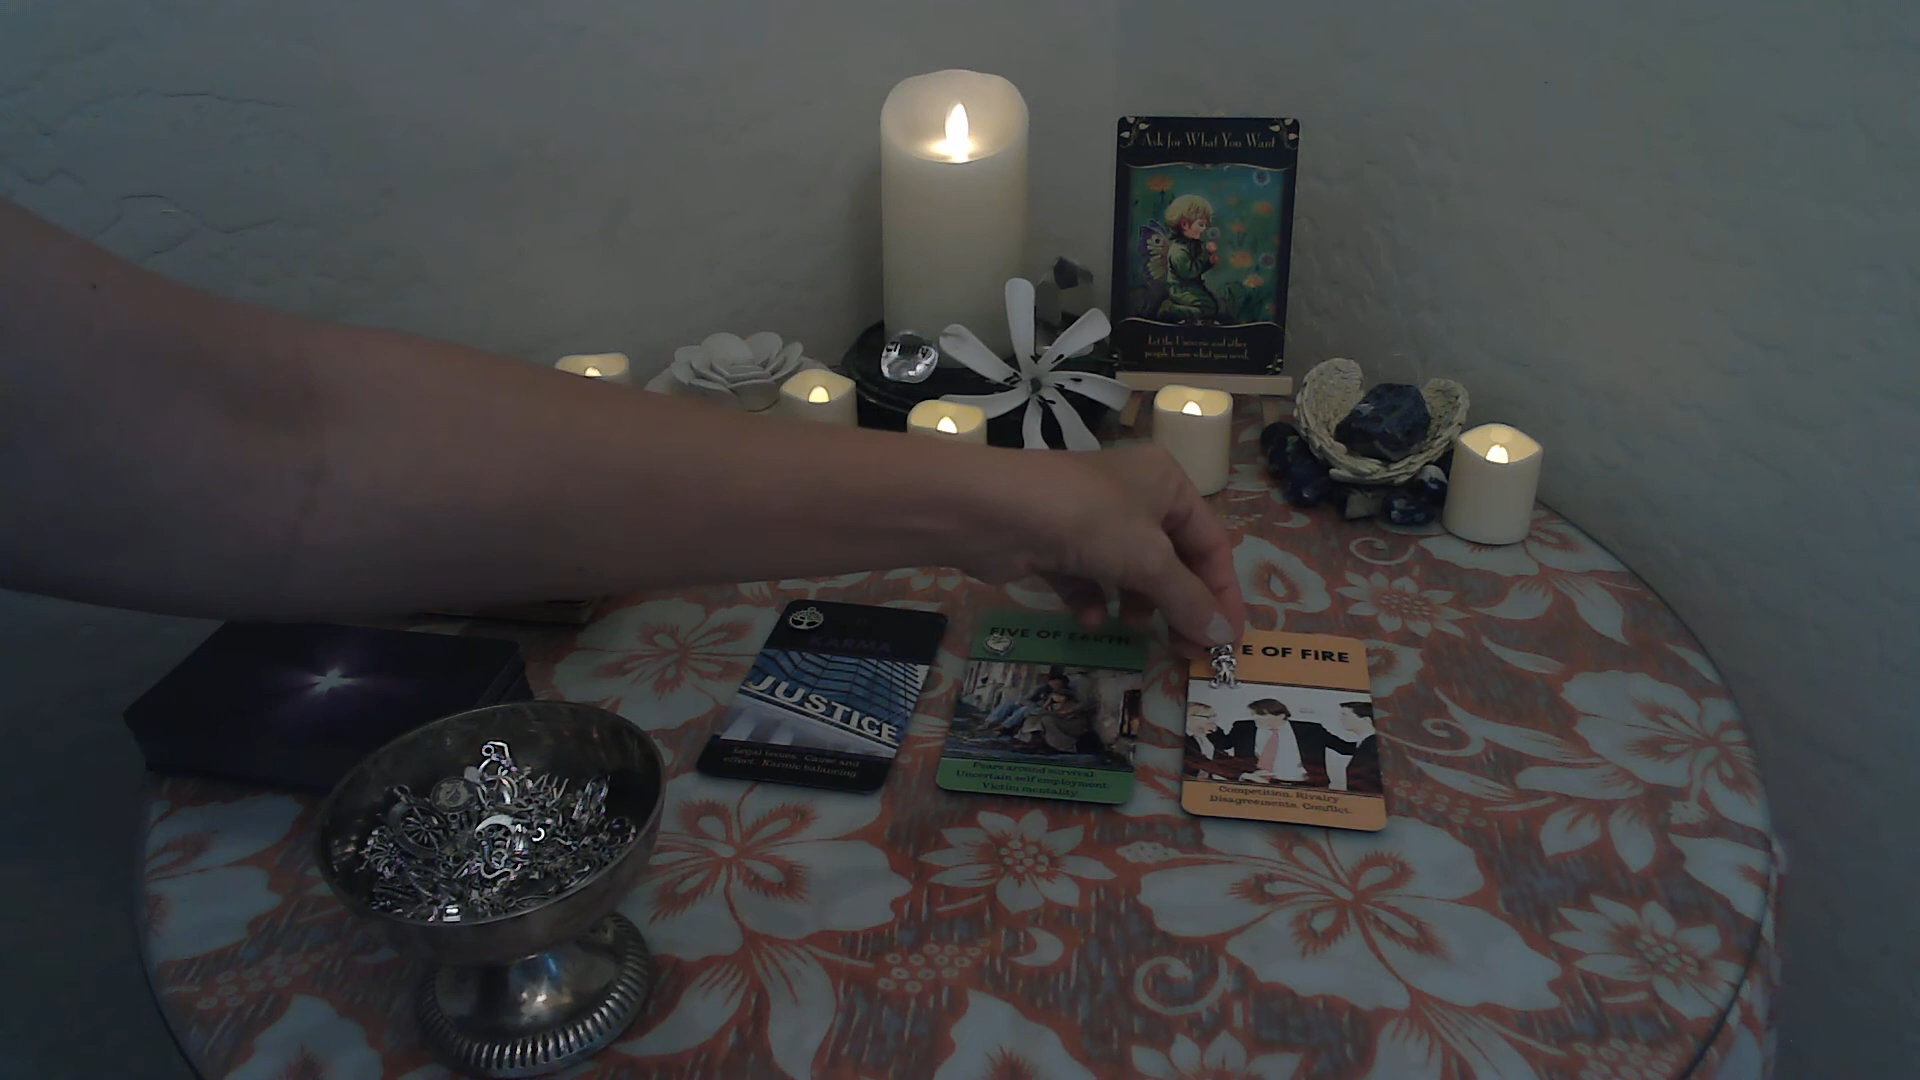 Ask for What You Want
Let the Universe and other
people know what you need.
KARMA
JUSTICE
Legal Issues. Cause and
effect. Karmic balancing
FIVE OF EARTH
Fears around survival.
Uncertain self employment.
Victim mentality.
E OF FIRE
Competition. Rivalry
Disagreements. Conflict.